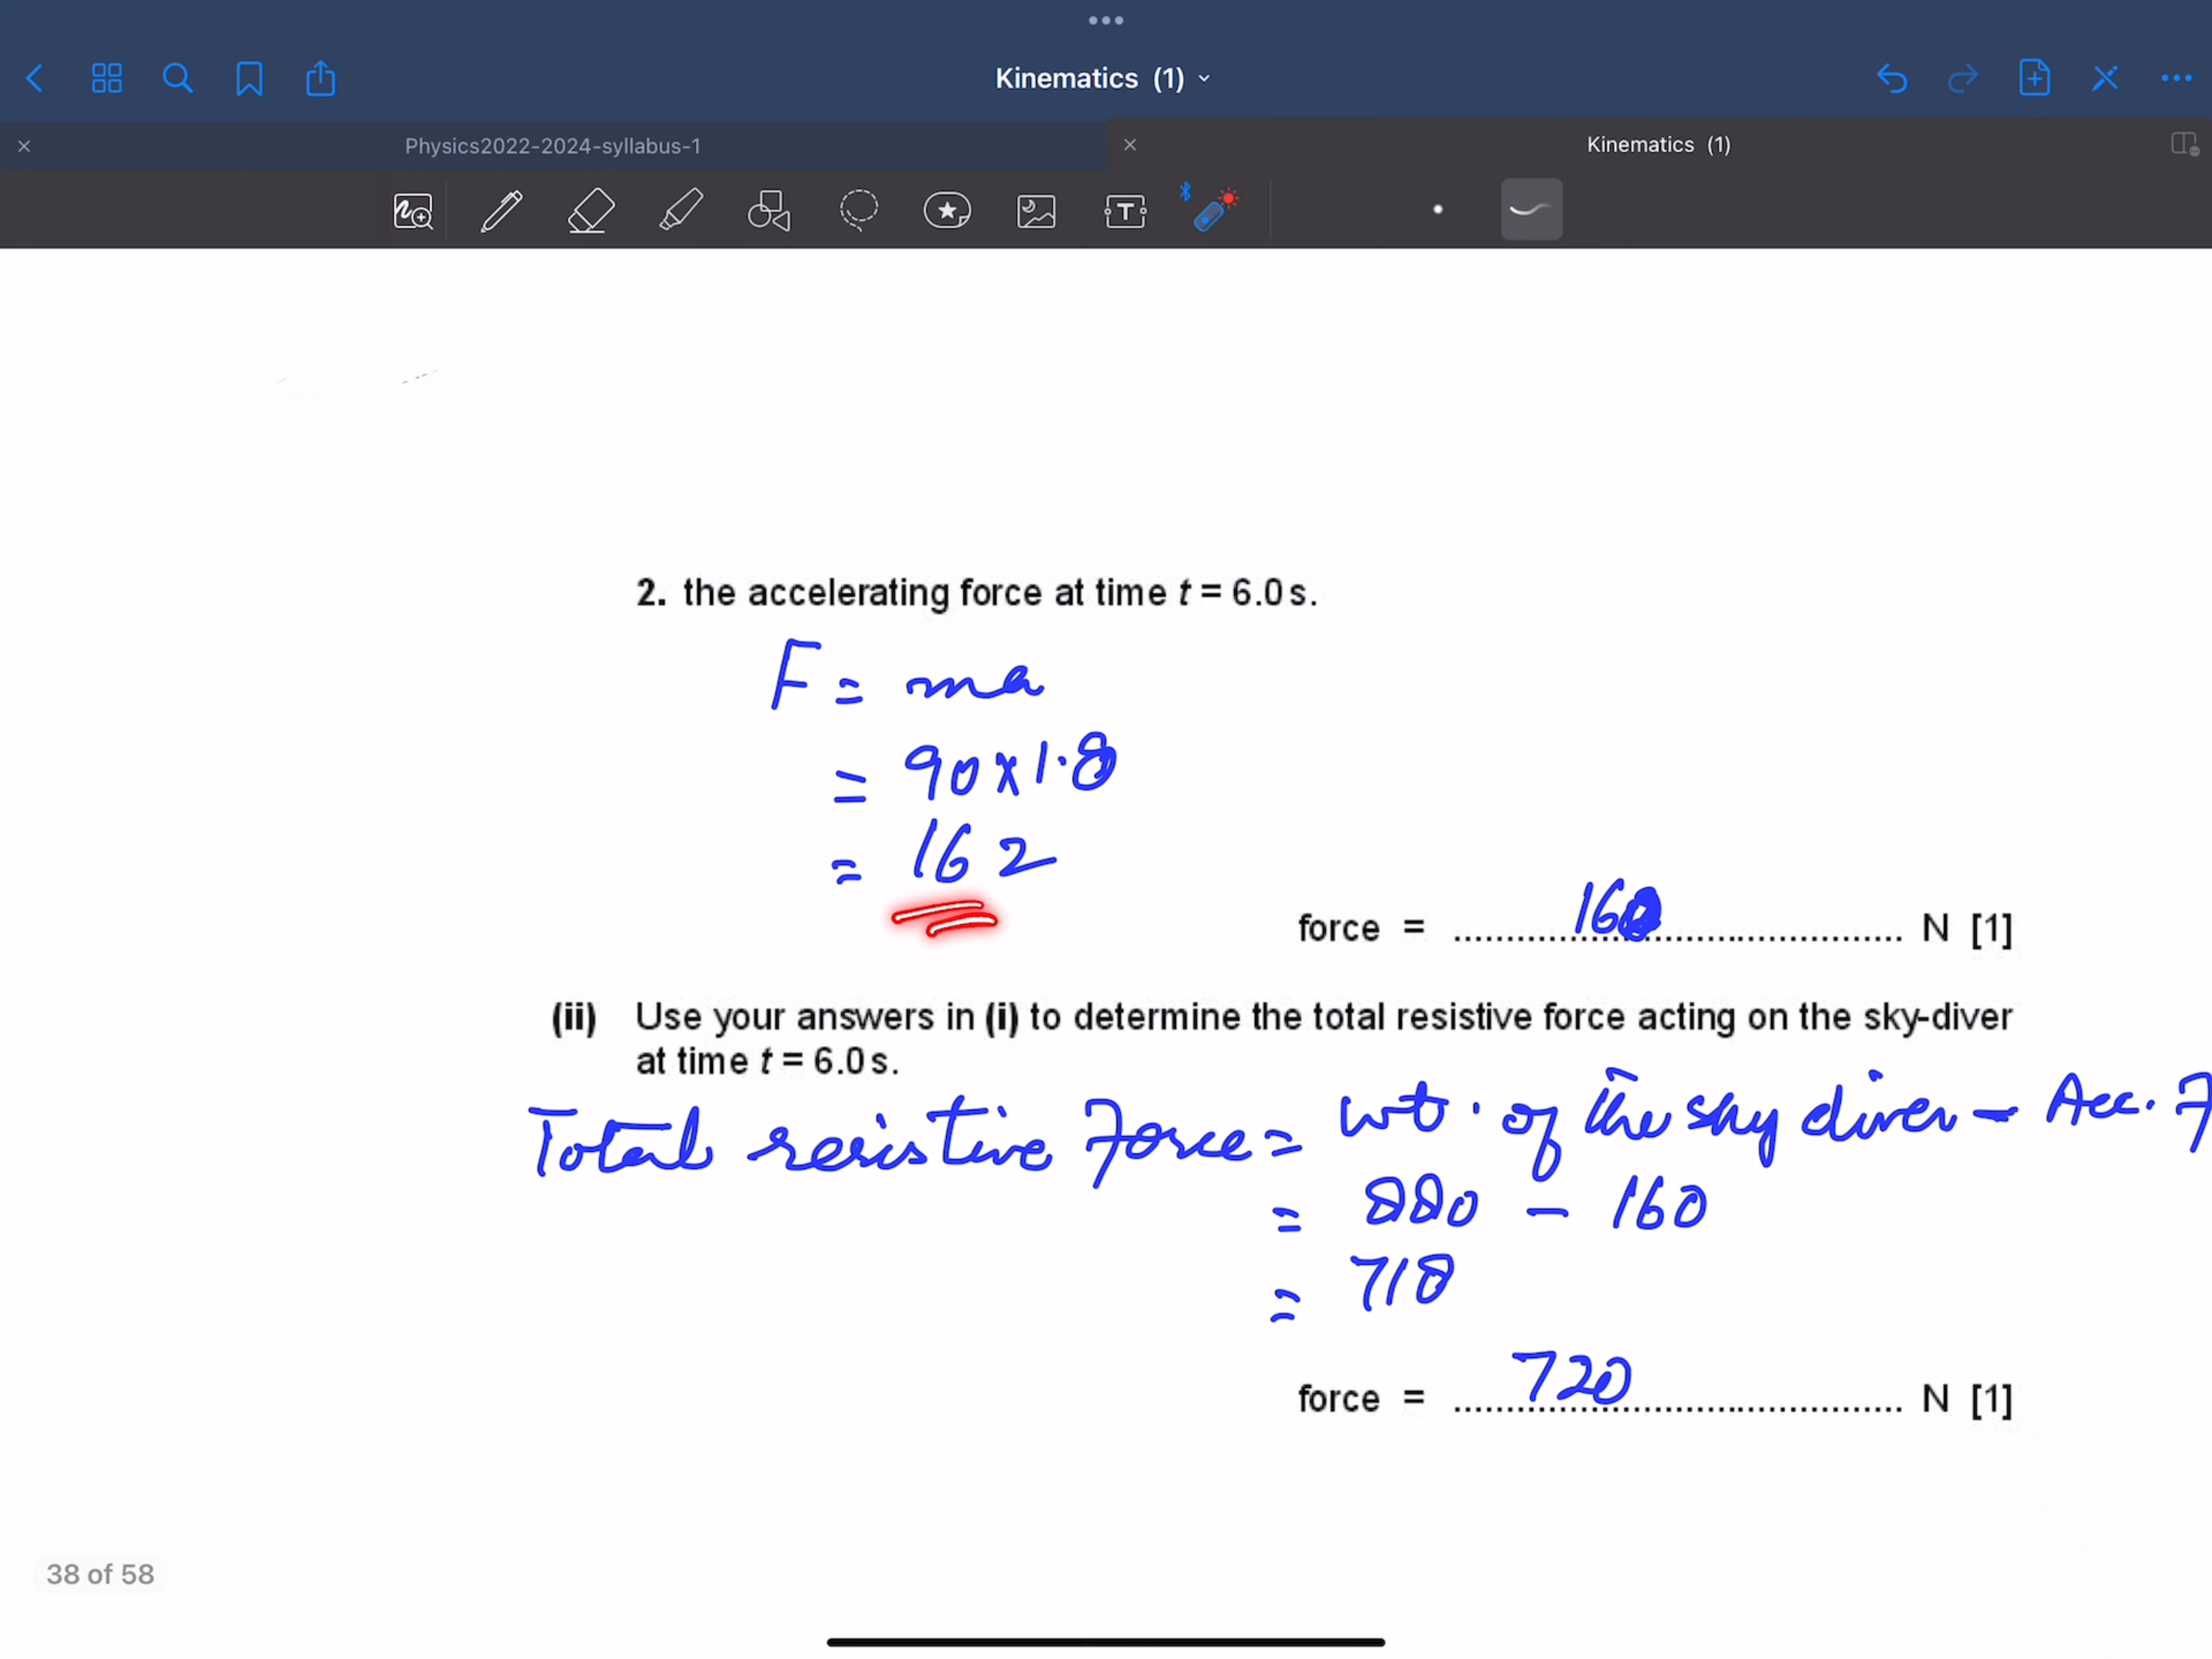 Kinematics (1)
Physics2022-2024-syllabus-1
Kinematics (1)
2. the accelerating force at time t = 6.0 s.
F = ma
= 90 x 1.8
= 162
force = 160 N [1]
(ii) Use your answers in (i) to determine the total resistive force acting on the sky-diver
at time t = 6.0 s.
Total resistive Force = wt. of the sky diver - Acc. F
= 880 - 160
= 718
force = 720 N [1]
38 of 58